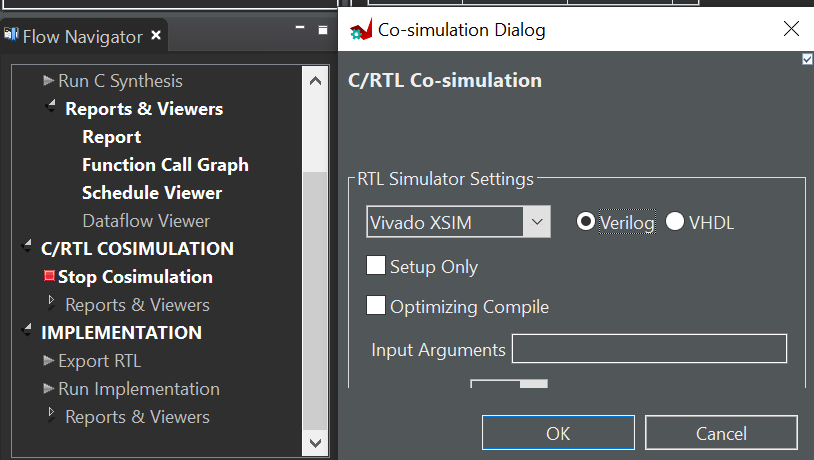 Flow Navigator
Run C Synthesis
Reports & Viewers
Report
Function Call Graph
Schedule Viewer
Dataflow Viewer
C/RTL COSIMULATION
Stop Cosimulation
Reports & Viewers
IMPLEMENTATION
Export RTL
Run Implementation
Reports & Viewers
Co-simulation Dialog
C/RTL Co-simulation
RTL Simulator Settings
Vivado XSIM Verilog VHDL
Setup Only
Optimizing Compile
Input Arguments
OK Cancel